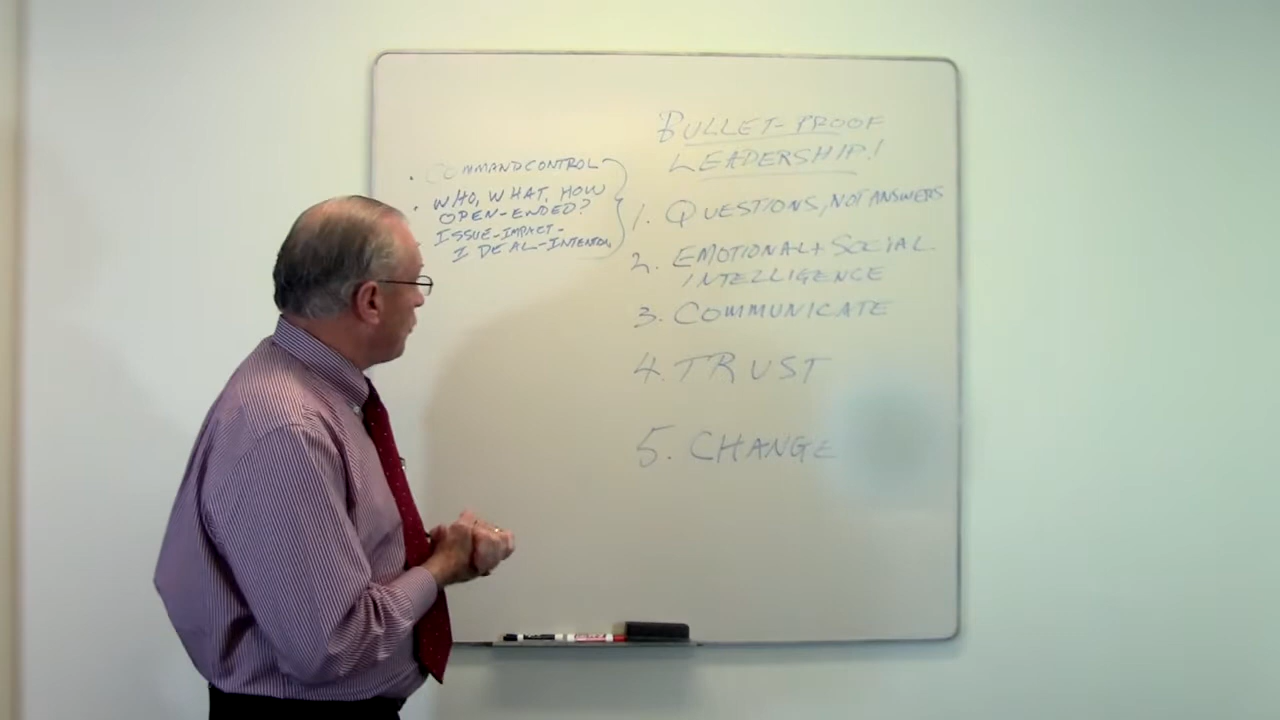 BULLET-PROOF
LEADERSHIP!
• COMMAND CONTROL
• WHO, WHAT, HOW
OPEN-ENDED?
ISSUE-IMPACT-
IDEAL-INTENTION
1. QUESTIONS, NOT ANSWERS
2. EMOTIONAL + SOCIAL
INTELLIGENCE
3. COMMUNICATE
4. TRUST
5. CHANGE